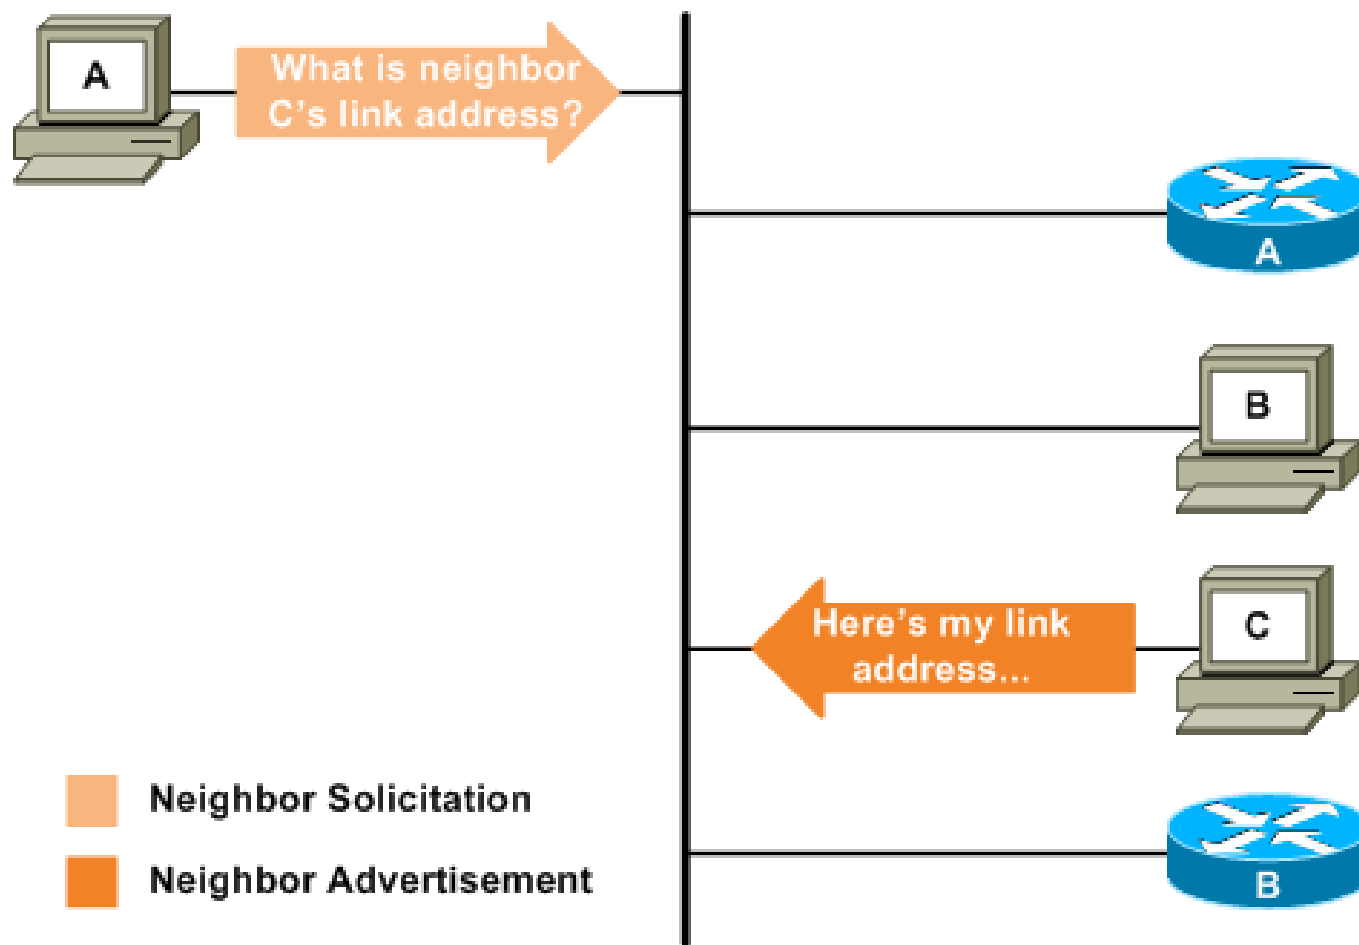 A
What is neighbor
C's link address?
A
B
Here's my link
address...
C
B
Neighbor Solicitation
Neighbor Advertisement